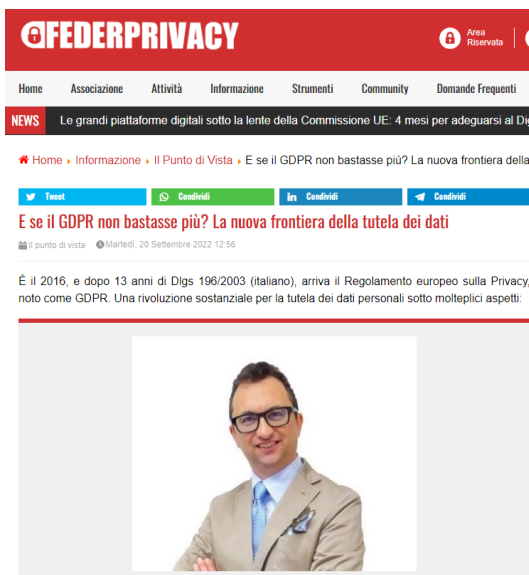 FEDERPRIVACY
Area
Riservata
Home Associazione Attività Informazione Strumenti Community Domande Frequenti
NEWS Le grandi piattaforme digitali sotto la lente della Commissione UE: 4 mesi per adeguarsi al Di
Home Informazione Il Punto di Vista E se il GDPR non bastasse più? La nuova frontiera della
Tweet Condividi Condividi Condividi
E se il GDPR non bastasse più? La nuova frontiera della tutela dei dati
Il punto di vista Martedì, 20 Settembre 2022 12:56
È il 2016, e dopo 13 anni di Dlgs 196/2003 (italiano), arriva il Regolamento europeo sulla Privacy,
noto come GDPR. Una rivoluzione sostanziale per la tutela dei dati personali sotto molteplici aspetti: